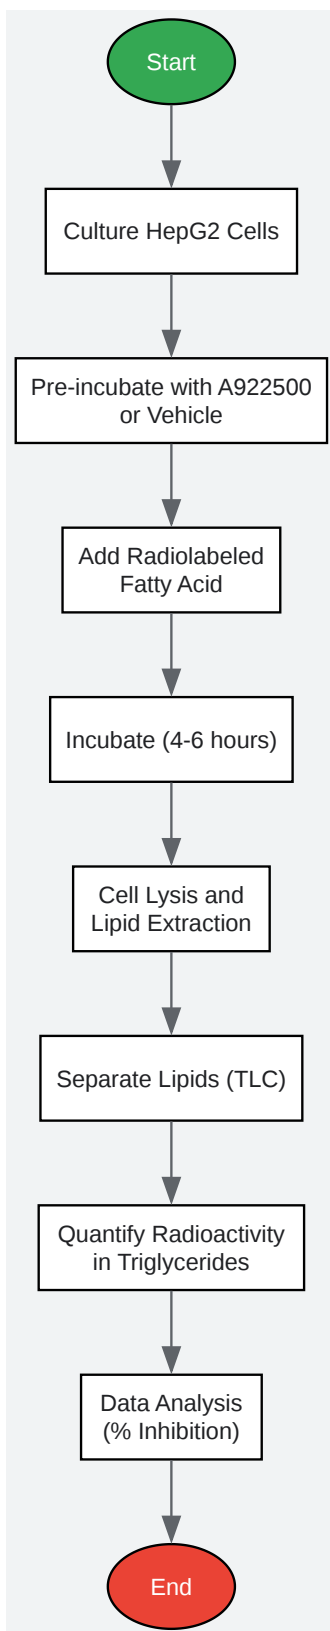 Start
Culture HepG2 Cells
Pre-incubate with A922500
or Vehicle
Add Radiolabeled
Fatty Acid
Incubate (4-6 hours)
Cell Lysis and
Lipid Extraction
Separate Lipids (TLC)
Quantify Radioactivity
in Triglycerides
Data Analysis
(% Inhibition)
End